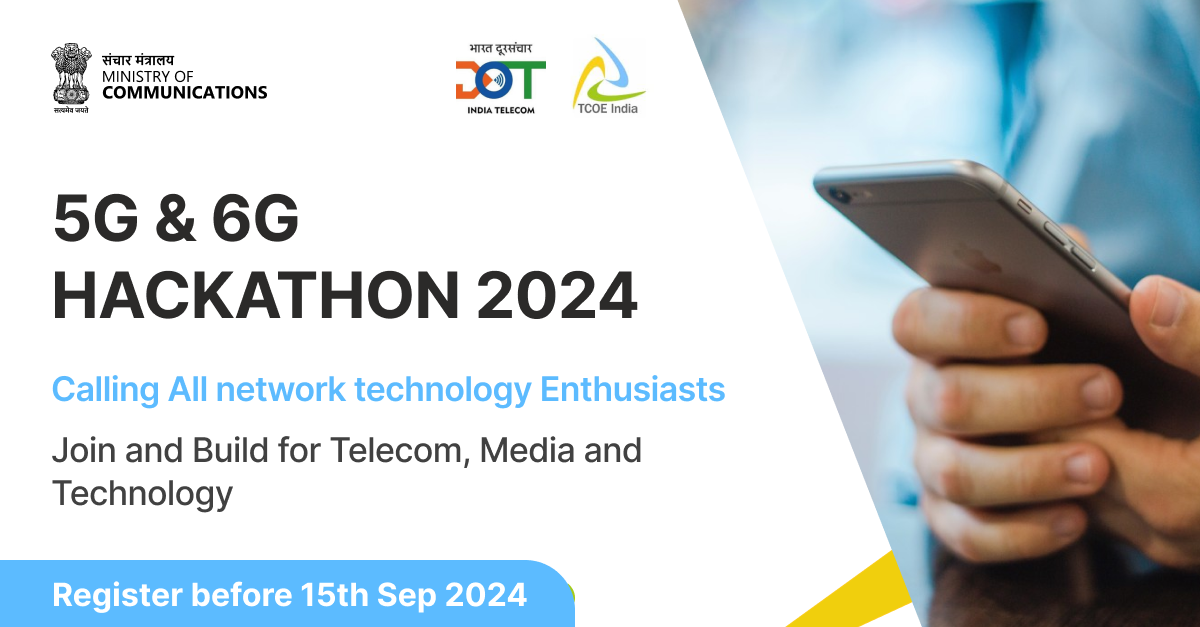 संचार मंत्रालय
MINISTRY OF
COMMUNICATIONS
सत्यमेव जयते
भारत दूरसंचार
DOT
INDIA TELECOM
TCOE India
5G & 6G
HACKATHON 2024
Calling All network technology Enthusiasts
Join and Build for Telecom, Media and
Technology
Register before 15th Sep 2024